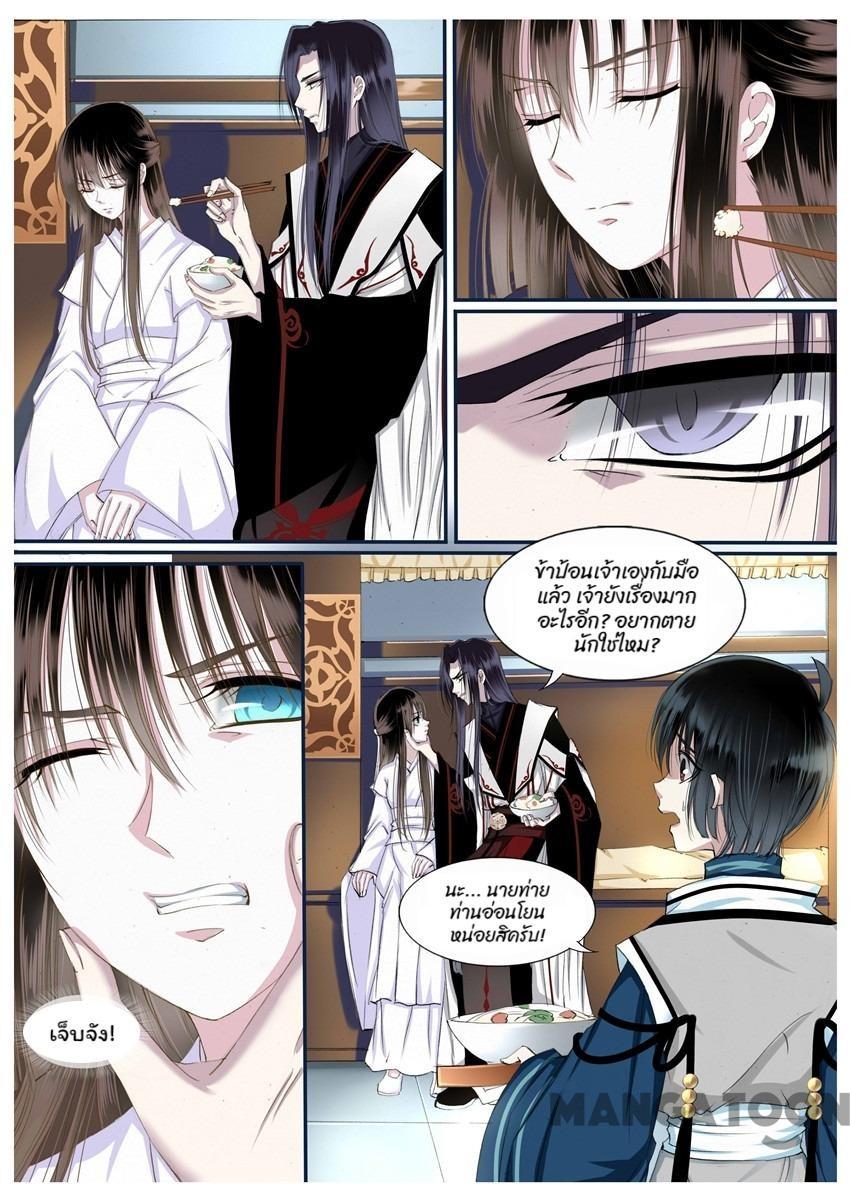 ข้าป้อนเจ้าเองกับมือ
แล้ว เจ้ายังเรื่องมาก
อะไรอีก? อยากตาย
นักใช่ไหม?
นะ... นายท่าย
ท่านอ่อนโยน
หน่อยสิครับ!
เจ็บจัง!
MANGATOON